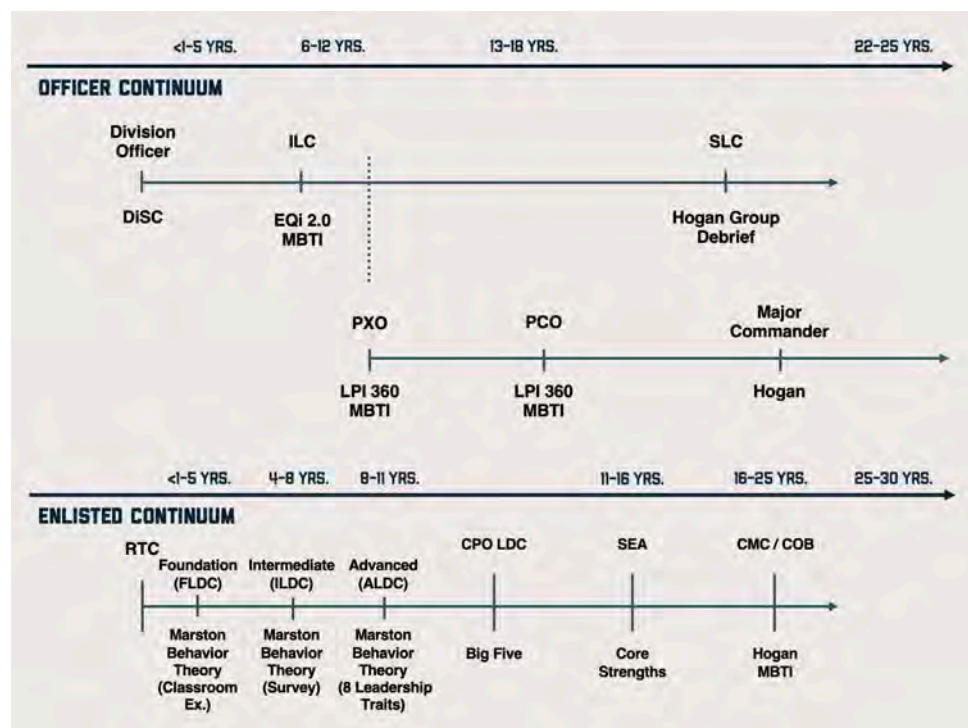 <1-5 YRS. 6-12 YRS. 13-18 YRS. 22-25 YRS.
OFFICER CONTINUUM
Division
Officer
ILC
SLC
DiSC
EQi 2.0
MBTI
Hogan Group
Debrief
PXO
PCO
Major
Commander
LPI 360
MBTI
LPI 360
MBTI
Hogan
<1-5 YRS. 4-8 YRS. 8-11 YRS. 11-16 YRS. 16-25 YRS. 25-30 YRS.
ENLISTED CONTINUUM
RTC
Foundation
(FLDC)
Intermediate
(ILDC)
Advanced
(ALDC)
CPO LDC
SEA
CMC / COB
Marston
Behavior
Theory
(Classroom
Ex.)
Marston
Behavior
Theory
(Survey)
Marston
Behavior
Theory
(8 Leadership
Traits)
Big Five
Core
Strengths
Hogan
MBTI